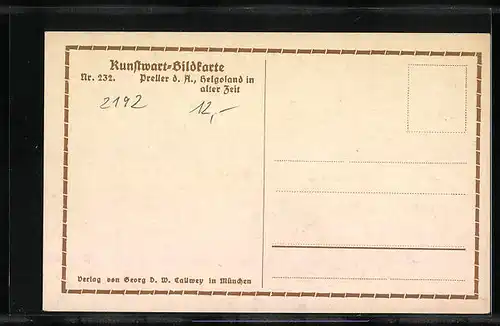 Kunstwart-Bildkarte
Nr. 232. Preller d. A., Helgoland in
alter Zeit
2192 12,-
Verlag von Georg D. W. Callwey in München